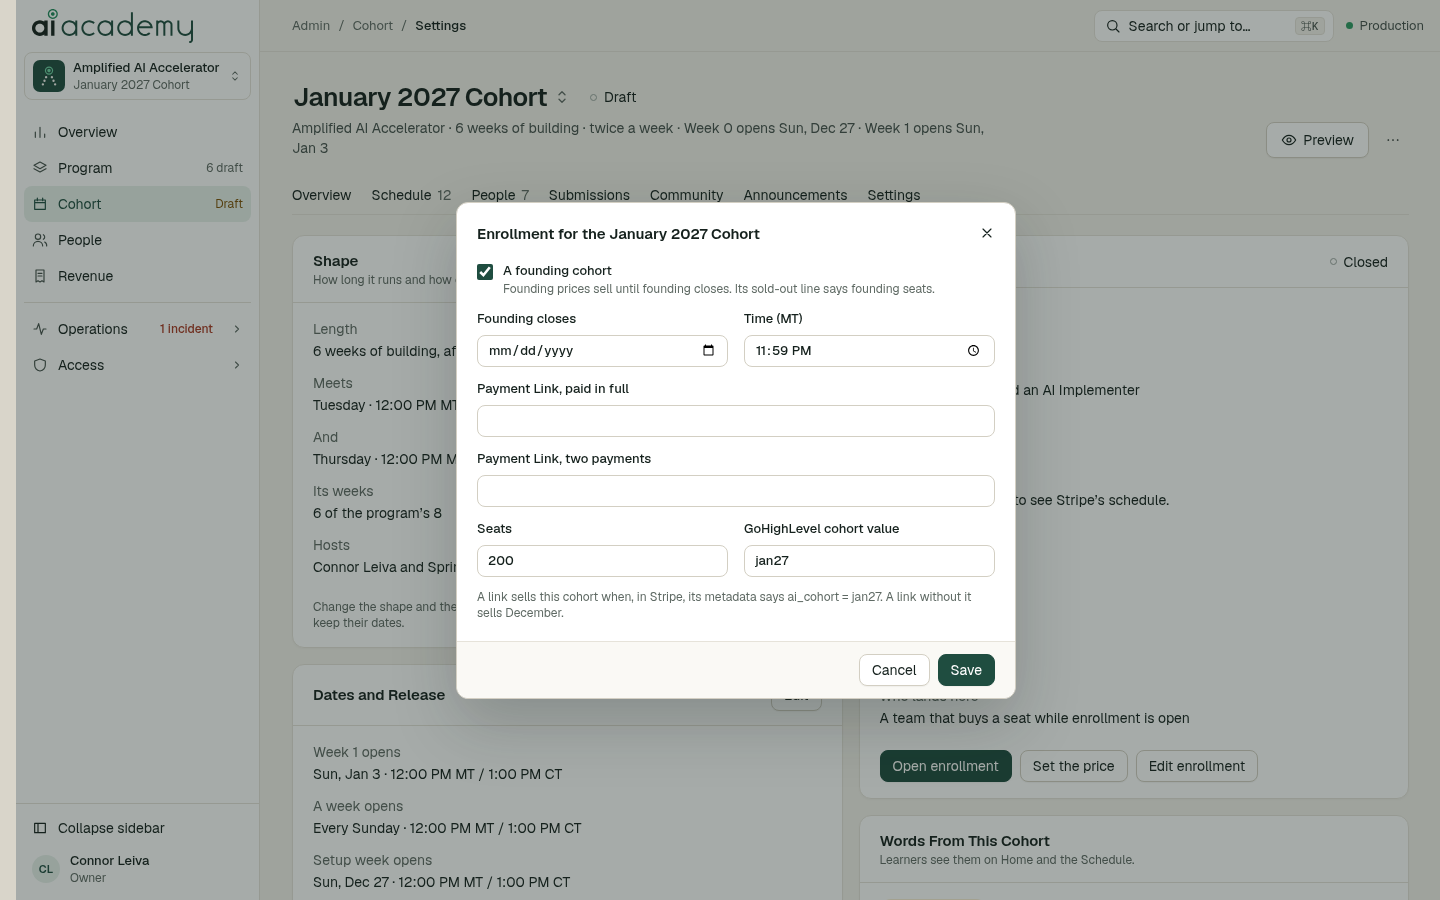 ai academy
Amplified AI Accelerator
January 2027 Cohort
Overview
Program 6 draft
Cohort Draft
People
Revenue
Operations 1 incident
Access
Collapse sidebar
CL Connor Leiva
Owner
Admin / Cohort / Settings
Search or jump to... ⌘K
Production
January 2027 Cohort
Draft
Amplified AI Accelerator · 6 weeks of building · twice a week · Week 0 opens Sun, Dec 27 · Week 1 opens Sun,
Jan 3
Preview
Overview Schedule 12 People 7 Submissions Community Announcements Settings
Shape
How long it runs and how
Closed
Length
6 weeks of building, af
Meets
Tuesday · 12:00 PM MT
And
Thursday · 12:00 PM M
Its weeks
6 of the program's 8
Hosts
Connor Leiva and Sprin
Change the shape and the
keep their dates.
Enrollment for the January 2027 Cohort
A founding cohort
Founding prices sell until founding closes. Its sold-out line says founding seats.
Founding closes
mm/dd/yyyy
Time (MT)
11:59 PM
Payment Link, paid in full
Payment Link, two payments
Seats
200
GoHighLevel cohort value
jan27
A link sells this cohort when, in Stripe, its metadata says ai_cohort = jan27. A link without it
sells December.
Cancel Save
d an AI Implementer
to see Stripe's schedule.
A team that buys a seat while enrollment is open
Open enrollment Set the price Edit enrollment
Dates and Release
Week 1 opens
Sun, Jan 3 · 12:00 PM MT / 1:00 PM CT
A week opens
Every Sunday · 12:00 PM MT / 1:00 PM CT
Setup week opens
Sun, Dec 27 · 12:00 PM MT / 1:00 PM CT
Words From This Cohort
Learners see them on Home and the Schedule.